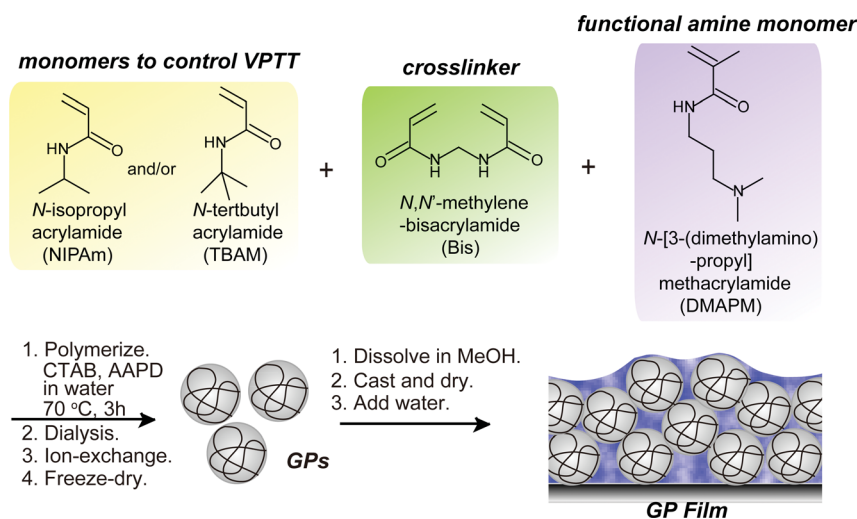 functional amine monomer
monomers to control VPTT
crosslinker
HN
O
and/or
HN
O
N-isopropyl
acrylamide
(NIPAm)
N-tertbutyl
acrylamide
(TBAM)
+
O
N
H
N
H
O
N,N'-methylene
-bisacrylamide
(Bis)
+
HN
O
N
N-[3-(dimethylamino)
-propyl]
methacrylamide
(DMAPM)
1. Polymerize.
CTAB, AAPD
in water
70 °C, 3h
2. Dialysis.
3. Ion-exchange.
4. Freeze-dry.
GPs
1. Dissolve in MeOH.
2. Cast and dry.
3. Add water.
GP Film